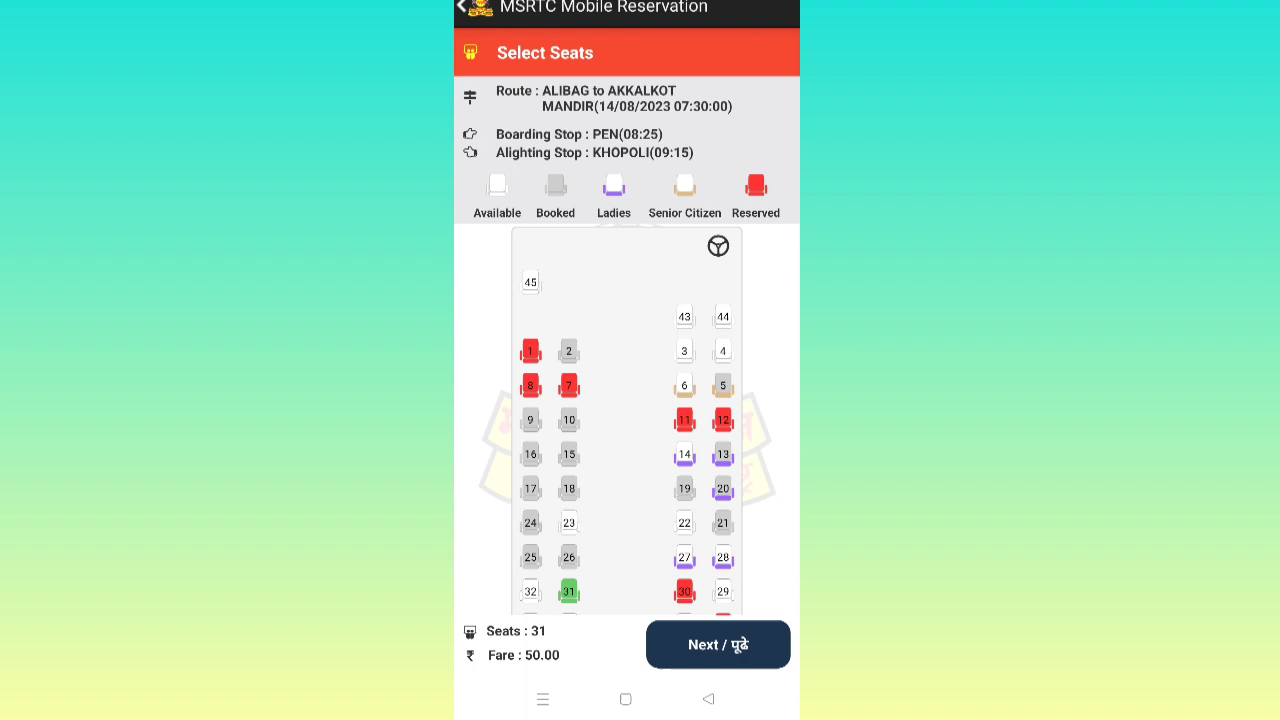 MSRTC Mobile Reservation
Select Seats
Route : ALIBAG to AKKALKOT
MANDIR(14/08/2023 07:30:00)
Boarding Stop : PEN(08:25)
Alighting Stop : KHOPOLI(09:15)
Available Booked Ladies Senior Citizen Reserved
45
43 44
1 2 3 4
8 7 6 5
9 10 11 12
16 15 14 13
17 18 19 20
24 23 22 21
25 26 27 28
32 31 30 29
Seats : 31
Fare : 50.00
Next / पूढे